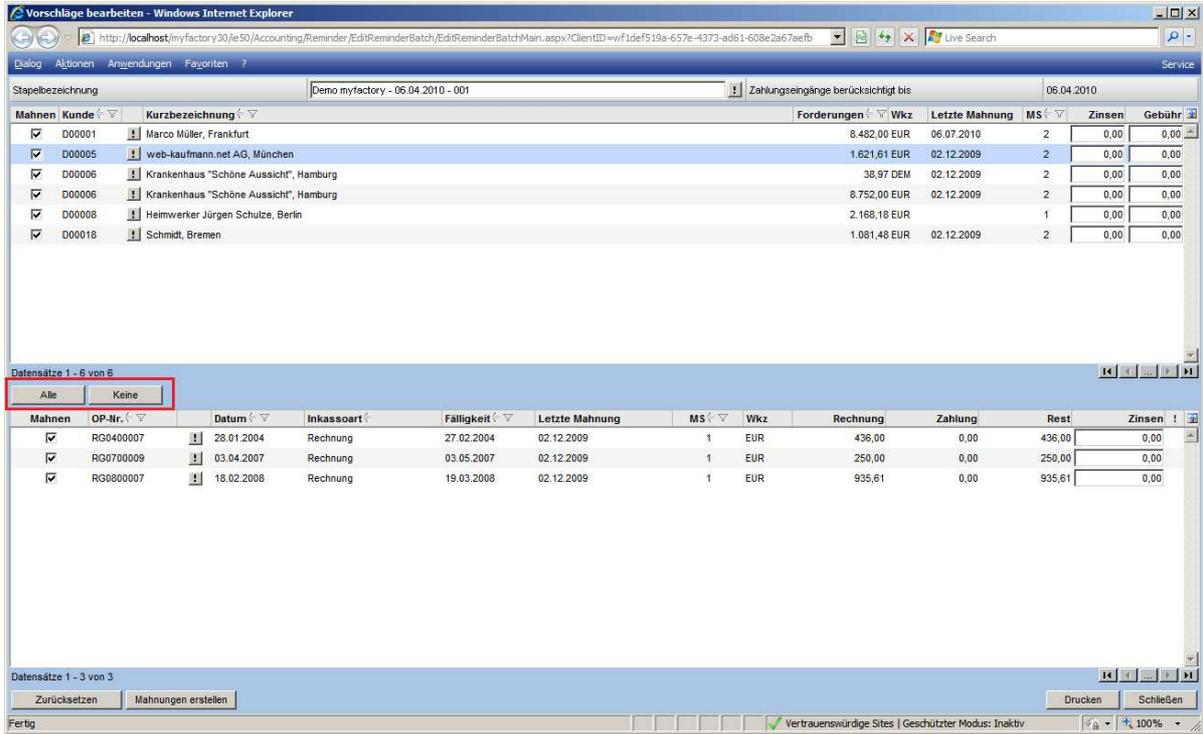 Vorschläge bearbeiten - Windows Internet Explorer
http://localhost/myfactory30/ie50/Accounting/Reminder/EditReminderBatch/EditReminderBatchMain.aspx?ClientID=wf1def519a-657e-4373-ad61-608e2a67aefb Live Search
Dialog Aktionen Anwendungen Favoriten ? Service
Stapelbezeichnung Demo myfactory - 06.04.2010 - 001 ! Zahlungseingänge berücksichtigt bis 06.04.2010
Mahnen Kunde Kurzbezeichnung Forderungen Wkz Letzte Mahnung MS Zinsen Gebühr
D00001 ! Marco Müller, Frankfurt 8.482,00 EUR 06.07.2010 2 0,00 0,00
D00005 ! web-kaufmann.net AG, München 1.621,61 EUR 02.12.2009 2 0,00 0,00
D00006 ! Krankenhaus "Schöne Aussicht", Hamburg 38,97 DEM 02.12.2009 2 0,00 0,00
D00006 ! Krankenhaus "Schöne Aussicht", Hamburg 8.752,00 EUR 02.12.2009 2 0,00 0,00
D00008 ! Heimwerker Jürgen Schulze, Berlin 2.168,18 EUR 1 0,00 0,00
D00018 ! Schmidt, Bremen 1.081,48 EUR 02.12.2009 2 0,00 0,00
Datensätze 1 - 6 von 6 ...
Alle Keine
Mahnen OP-Nr. Datum Inkassoart Fälligkeit Letzte Mahnung MS Wkz Rechnung Zahlung Rest Zinsen !
RG0400007 ! 28.01.2004 Rechnung 27.02.2004 02.12.2009 1 EUR 436,00 0,00 436,00 0,00
RG0700009 ! 03.04.2007 Rechnung 03.05.2007 02.12.2009 1 EUR 250,00 0,00 250,00 0,00
RG0800007 ! 18.02.2008 Rechnung 19.03.2008 02.12.2009 1 EUR 935,61 0,00 935,61 0,00
Datensätze 1 - 3 von 3 ...
Zurücksetzen Mahnungen erstellen Drucken Schließen
Fertig Vertrauenswürdige Sites | Geschützter Modus: Inaktiv 100%